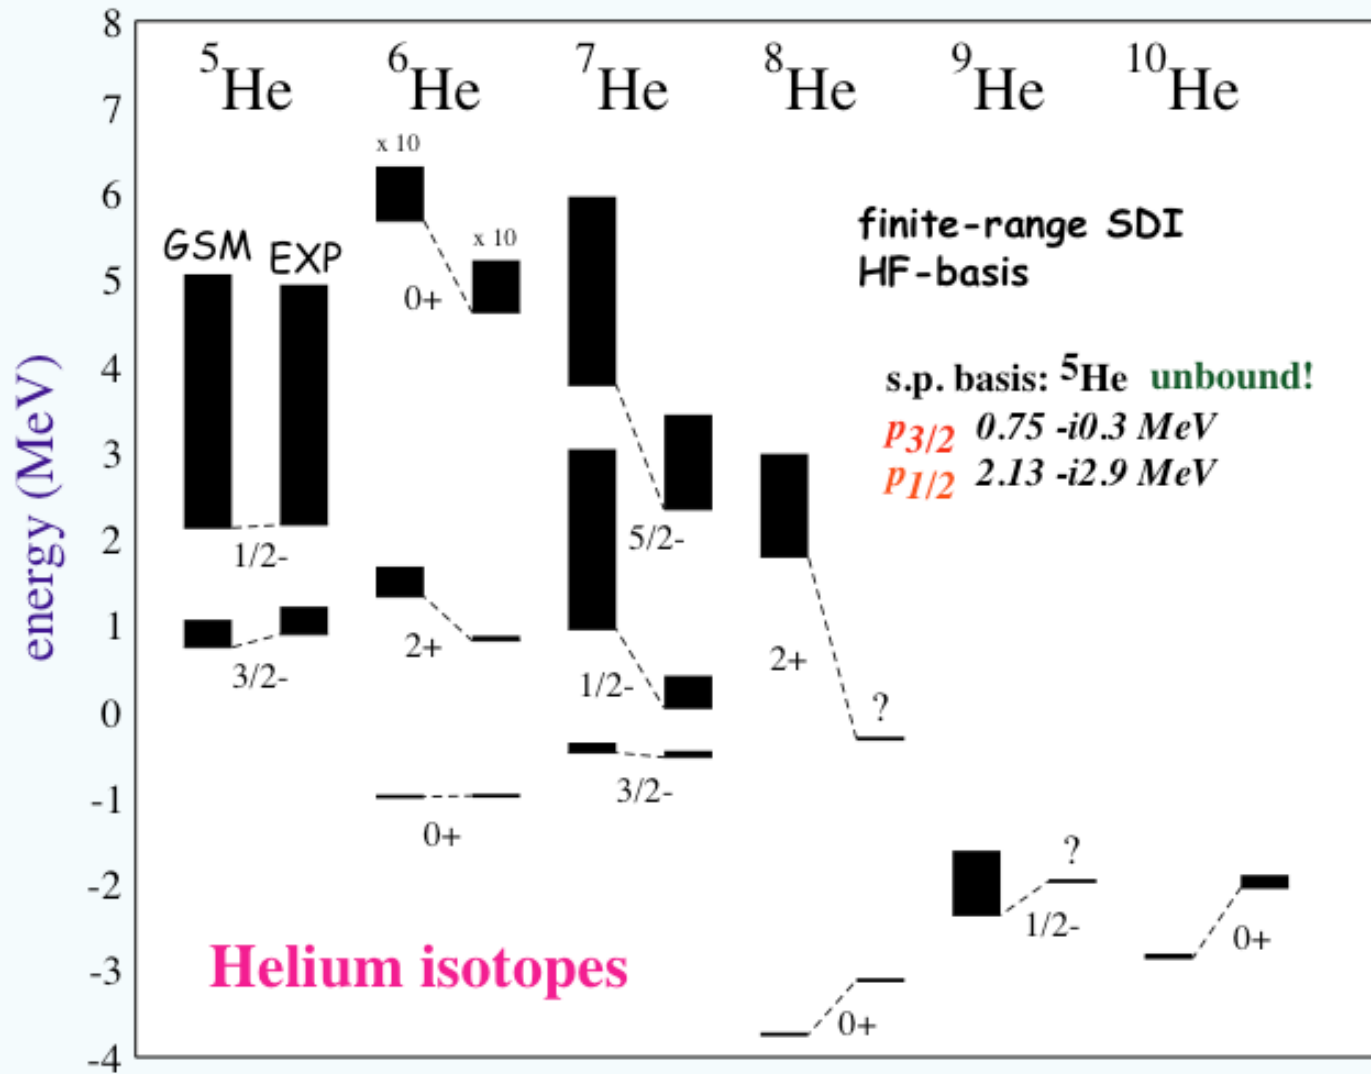 8
7
6
5
4
3
2
1
0
-1
-2
-3
-4
energy (MeV)
5He 6He 7He 8He 9He 10He
x 10
x 10
GSM EXP
0+
1/2-
3/2-
2+
0+
5/2-
1/2-
3/2-
2+
?
0+
?
1/2-
0+
finite-range SDI
HF-basis
s.p. basis: 5He unbound!
p3/2 0.75 -i0.3 MeV
p1/2 2.13 -i2.9 MeV
Helium isotopes